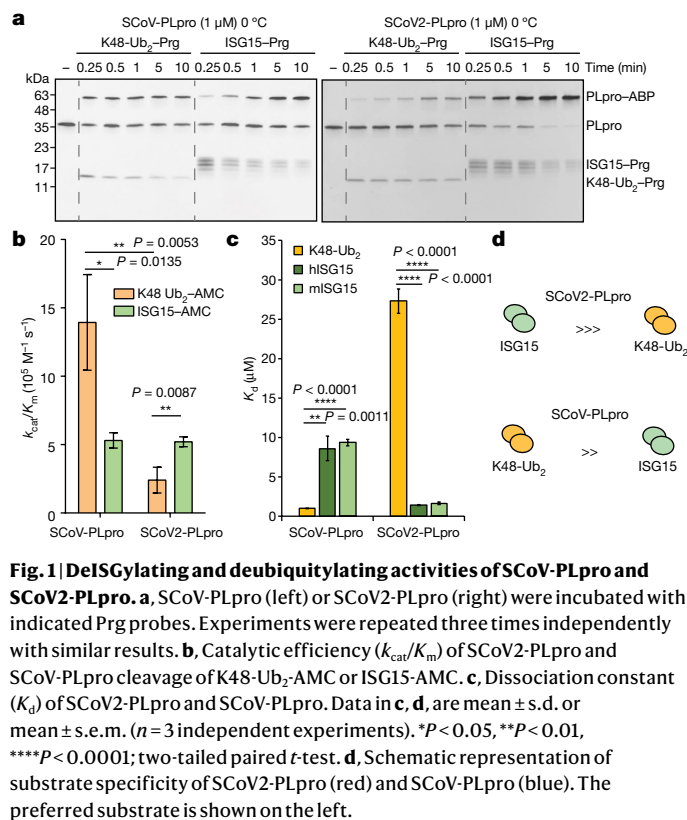 a
SCoV-PLpro (1 μM) 0 °C
SCoV2-PLpro (1 μM) 0 °C
K48-Ub2–Prg ISG15–Prg
K48-Ub2–Prg ISG15–Prg
– 0.25 0.5 1 5 10 0.25 0.5 1 5 10
– 0.25 0.5 1 5 10 0.25 0.5 1 5 10 Time (min)
kDa
63
48
35
23
17
11
PLpro–ABP
PLpro
ISG15–Prg
K48-Ub2–Prg
b
kcat/Km (10⁵ M⁻¹ s⁻¹)
20
15
10
5
0
** P = 0.0053
* P = 0.0135
K48 Ub2–AMC
ISG15–AMC
P = 0.0087
**
SCoV-PLpro SCoV2-PLpro
c
Kd (μM)
35
30
25
20
15
10
5
0
K48-Ub2
hISG15
mISG15
P < 0.0001
****
**** P < 0.0001
P < 0.0001
****
** P = 0.0011
SCoV-PLpro SCoV2-PLpro
d
SCoV2-PLpro
ISG15 >>> K48-Ub2
SCoV-PLpro
K48-Ub2 >> ISG15
Fig. 1 | DeISGylating and deubiquitylating activities of SCoV-PLpro and
SCoV2-PLpro. a, SCoV-PLpro (left) or SCoV2-PLpro (right) were incubated with
indicated Prg probes. Experiments were repeated three times independently
with similar results. b, Catalytic efficiency (kcat/Km) of SCoV2-PLpro and
SCoV-PLpro cleavage of K48-Ub2-AMC or ISG15-AMC. c, Dissociation constant
(Kd) of SCoV2-PLpro and SCoV-PLpro. Data in c, d, are mean ± s.d. or
mean ± s.e.m. (n = 3 independent experiments). *P < 0.05, **P < 0.01,
****P < 0.0001; two-tailed paired t-test. d, Schematic representation of
substrate specificity of SCoV2-PLpro (red) and SCoV-PLpro (blue). The
preferred substrate is shown on the left.